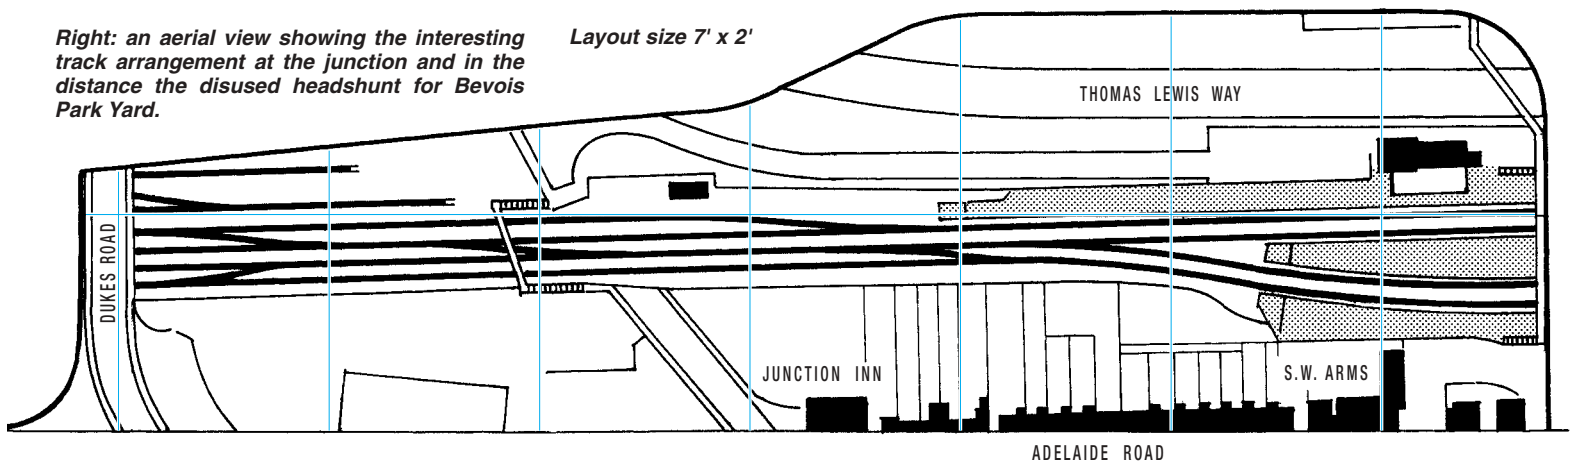 Right: an aerial view showing the interesting
track arrangement at the junction and in the
distance the disused headshunt for Bevois
Park Yard.
Layout size 7' x 2'
THOMAS LEWIS WAY
DUKES ROAD
JUNCTION INN
S.W. ARMS
ADELAIDE ROAD